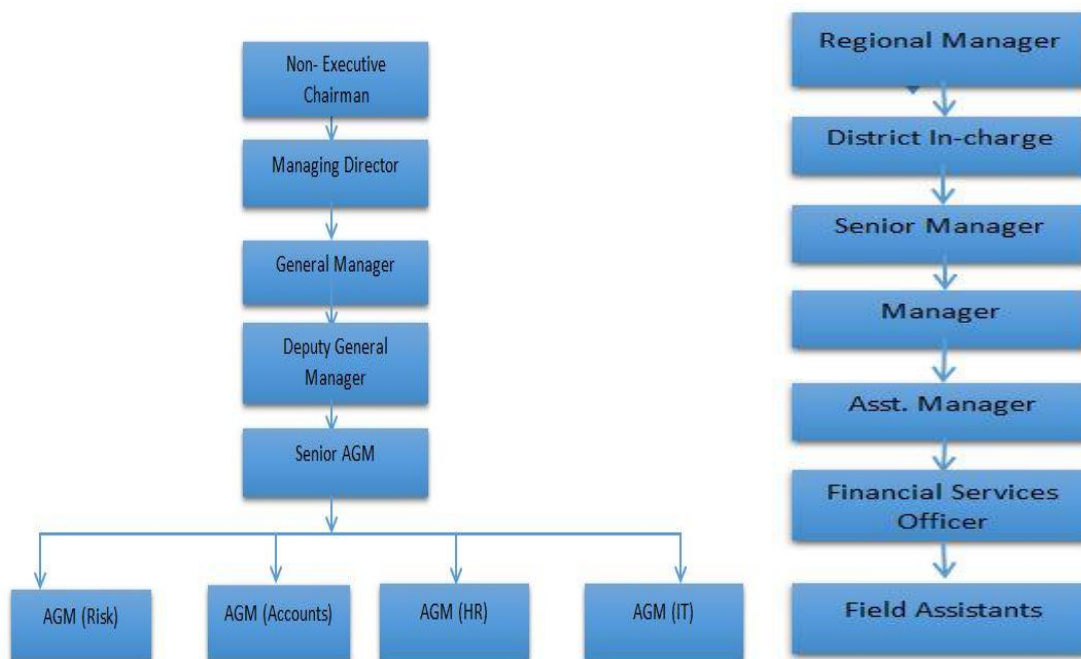 Non- Executive
Chairman
Managing Director
General Manager
Deputy General
Manager
Senior AGM
AGM (Risk)
AGM (Accounts)
AGM (HR)
AGM (IT)
Regional Manager
District In-charge
Senior Manager
Manager
Asst. Manager
Financial Services
Officer
Field Assistants